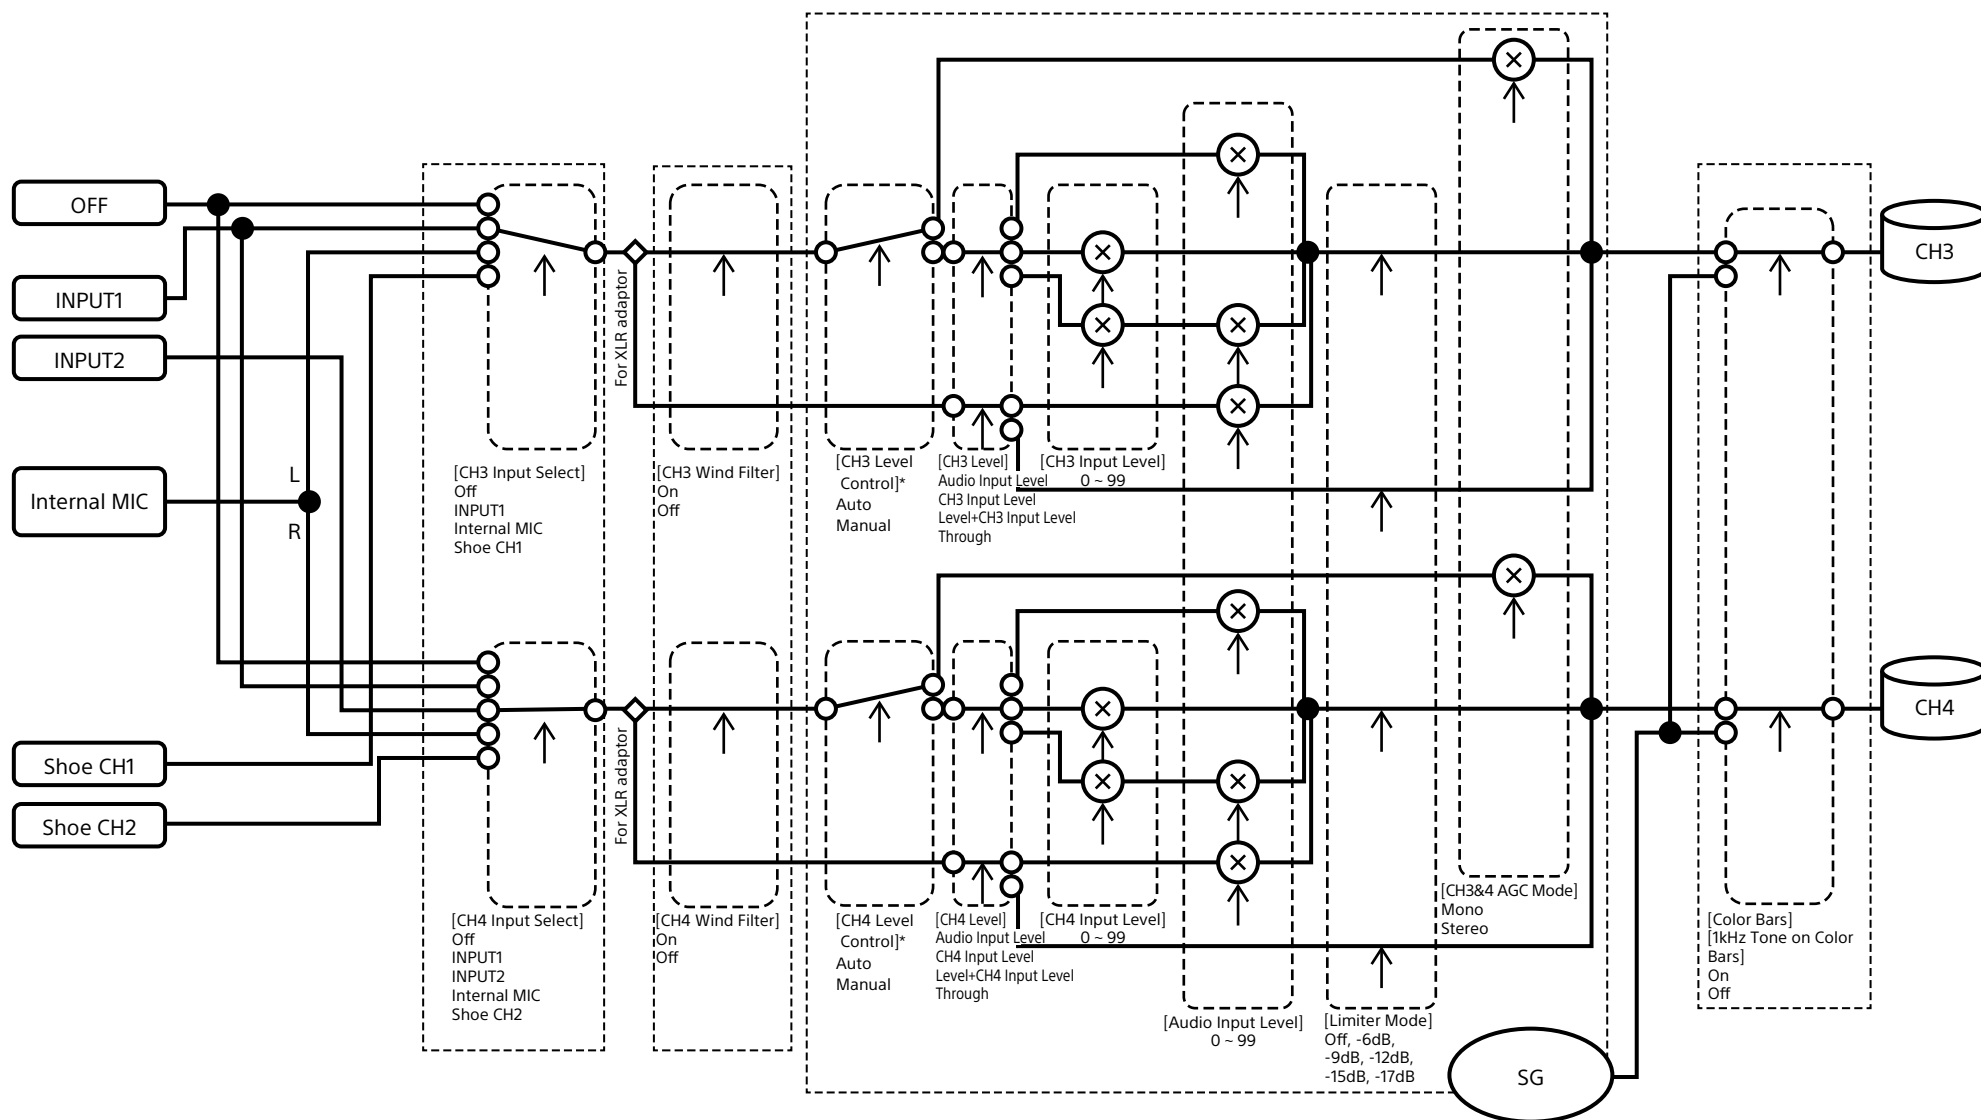 OFF
INPUT1
INPUT2
Internal MIC
L
R
Shoe CH1
Shoe CH2
[CH3 Input Select]
Off
INPUT1
Internal MIC
Shoe CH1
For XLR adaptor
[CH3 Wind Filter]
On
Off
[CH3 Level
Control]*
Auto
Manual
[CH3 Level]
Audio Input Level
CH3 Input Level
Level+CH3 Input Level
Through
[CH3 Input Level]
0 ~ 99
CH3
[CH4 Input Select]
Off
INPUT1
INPUT2
Internal MIC
Shoe CH2
For XLR adaptor
[CH4 Wind Filter]
On
Off
[CH4 Level
Control]*
Auto
Manual
[CH4 Level]
Audio Input Level
CH4 Input Level
Level+CH4 Input Level
Through
[CH4 Input Level]
0 ~ 99
[Audio Input Level]
0 ~ 99
[Limiter Mode]
Off, -6dB,
-9dB, -12dB,
-15dB, -17dB
[CH3&4 AGC Mode]
Mono
Stereo
SG
CH4
[Color Bars]
[1kHz Tone on Color
Bars]
On
Off